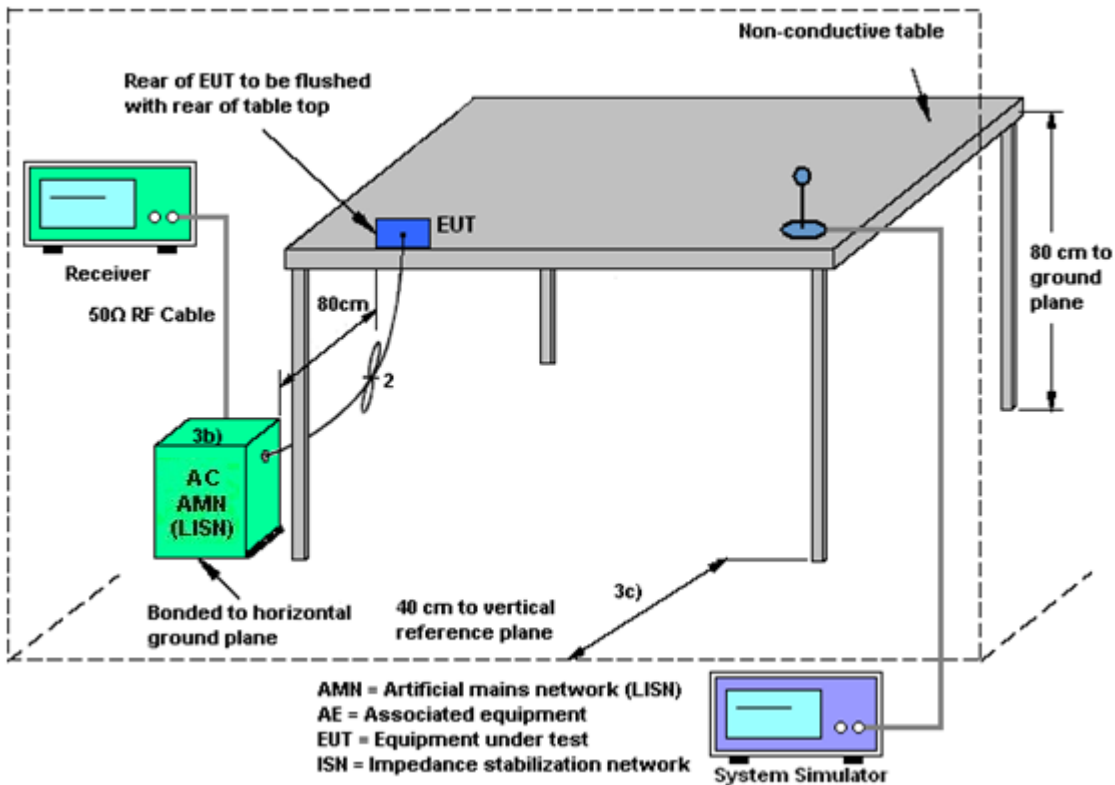 Non-conductive table
Rear of EUT to be flushed
with rear of table top
EUT
Receiver
80 cm to
ground
plane
80cm
50Ω RF Cable
2
3b)
AC
AMN
(LISN)
3c)
Bonded to horizontal
ground plane
40 cm to vertical
reference plane
AMN = Artificial mains network (LISN)
AE = Associated equipment
EUT = Equipment under test
ISN = Impedance stabilization network
System Simulator